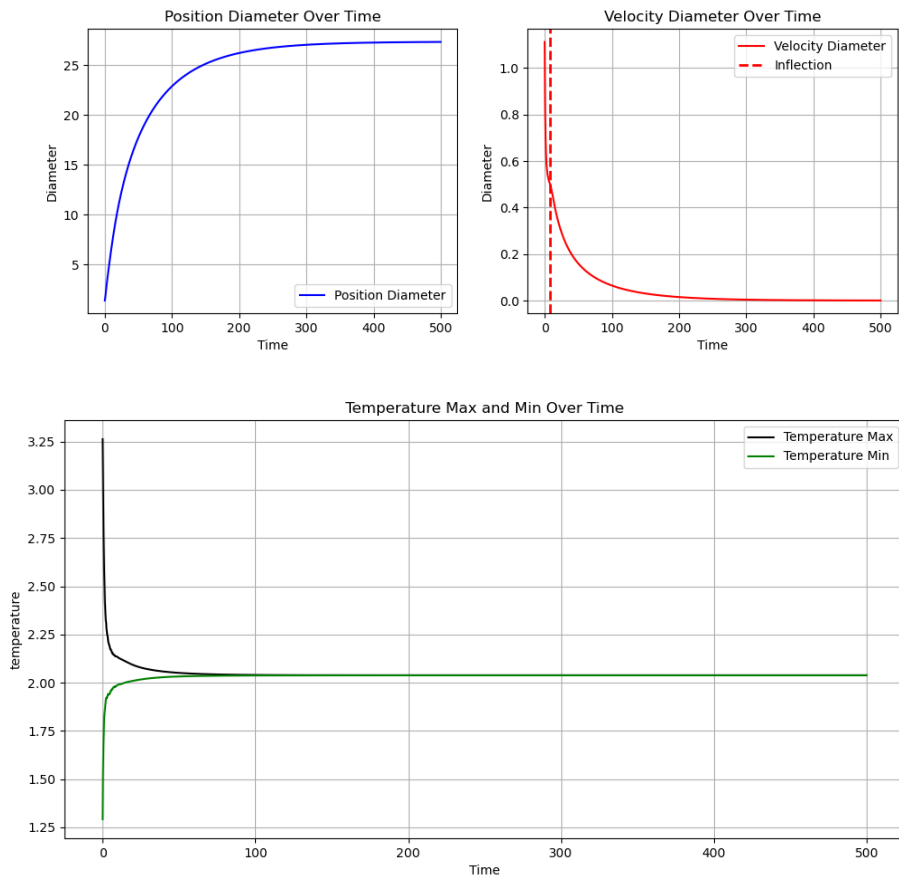 Position Diameter Over Time
Diameter
25
20
15
10
5
Position Diameter
0 100 200 300 400 500
Time
Velocity Diameter Over Time
Diameter
1.0
0.8
0.6
0.4
0.2
0.0
Velocity Diameter
Inflection
0 100 200 300 400 500
Time
Temperature Max and Min Over Time
temperature
3.25
3.00
2.75
2.50
2.25
2.00
1.75
1.50
1.25
Temperature Max
Temperature Min
0 100 200 300 400 500
Time